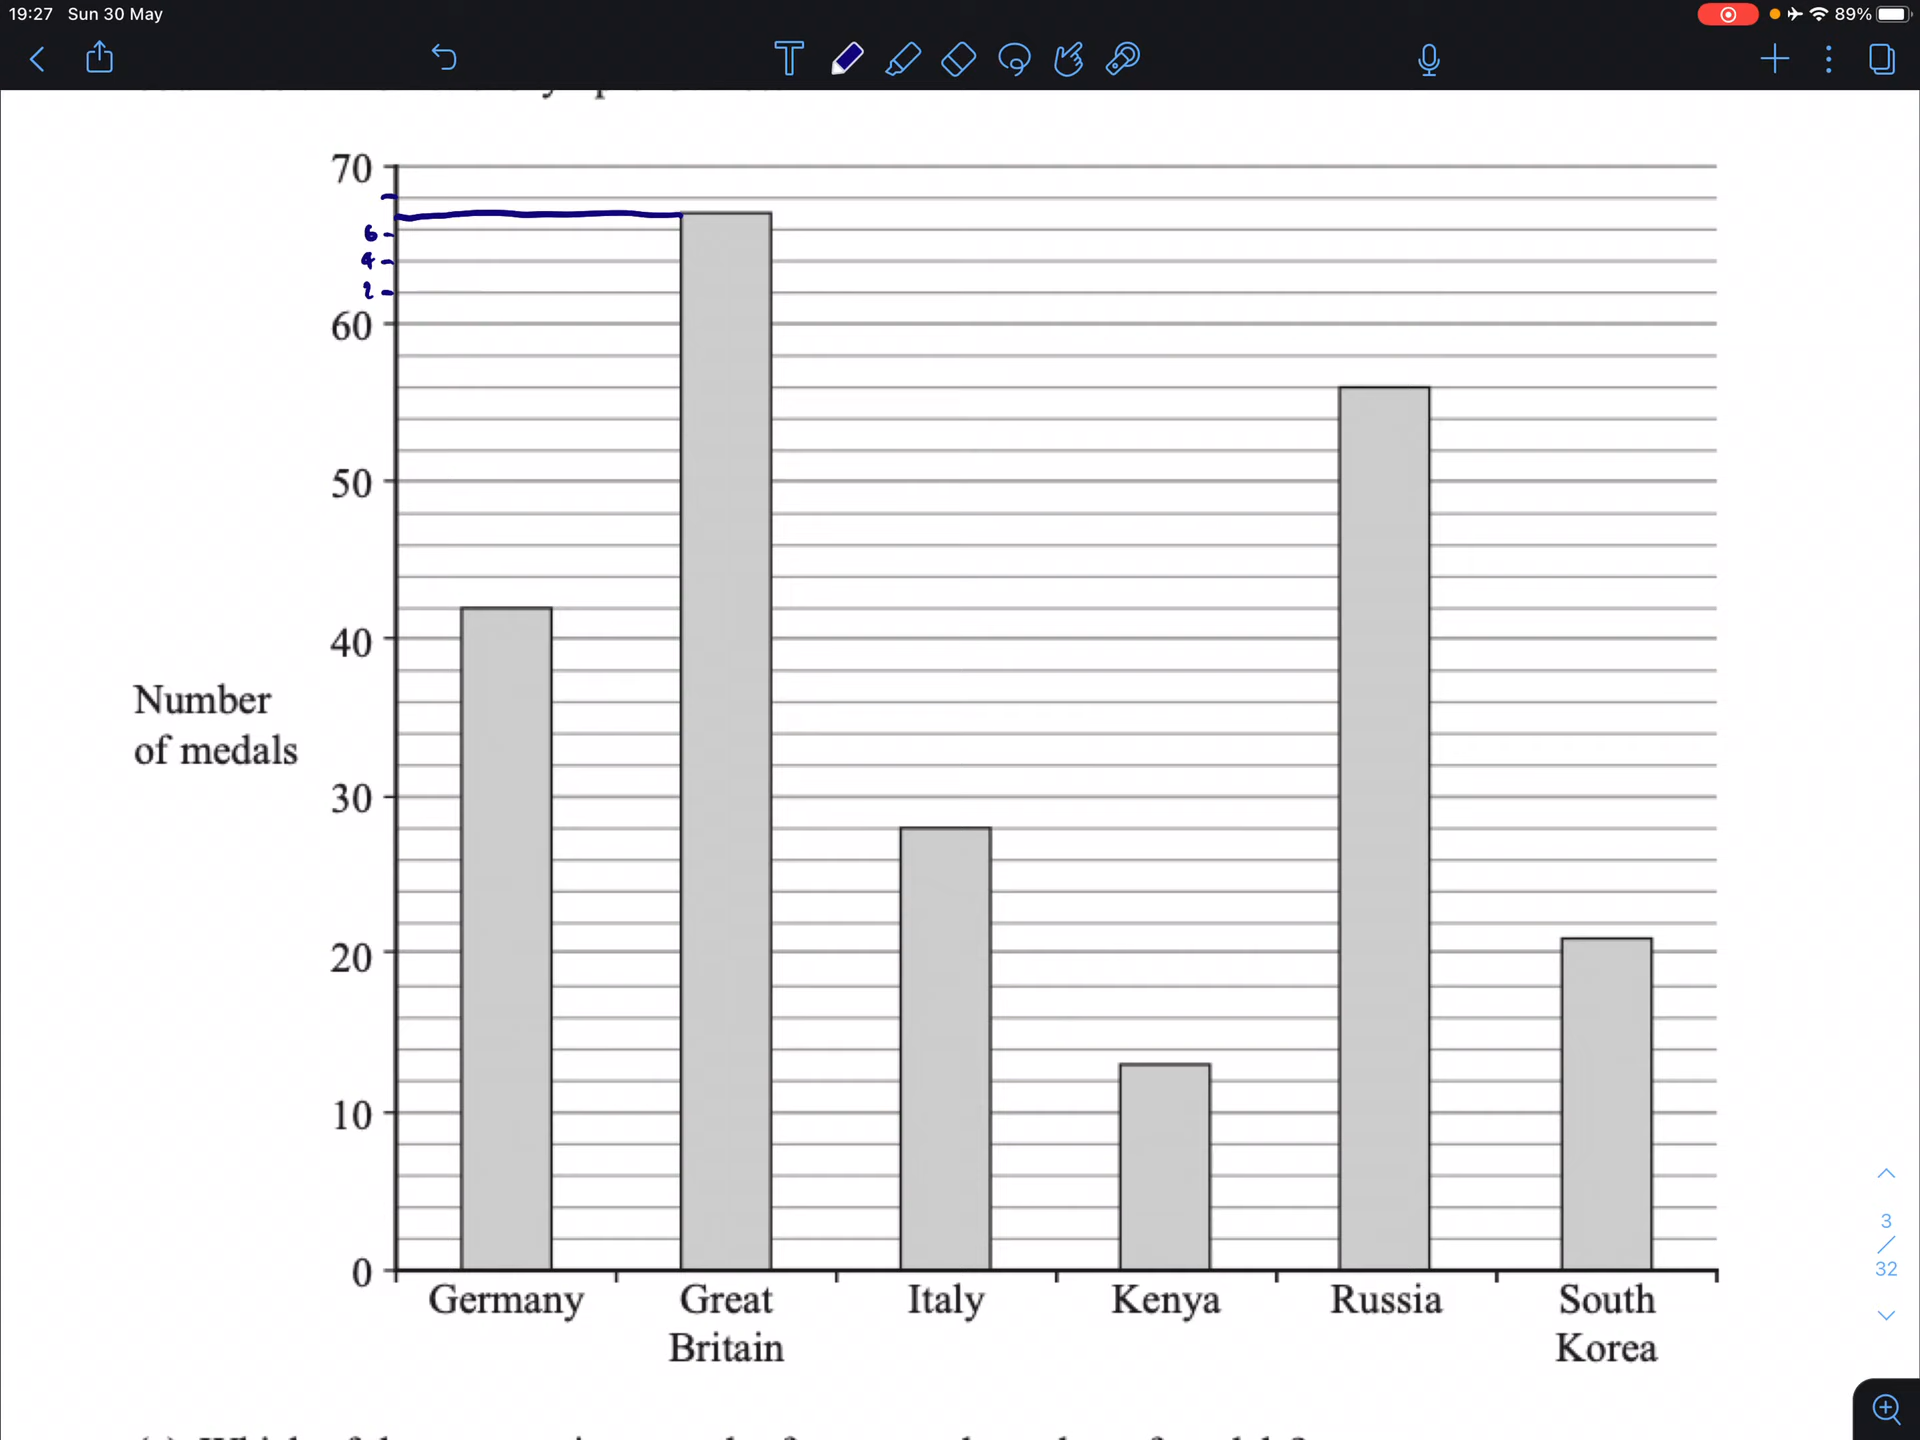 19:27 Sun 30 May
89%
70
6
4
2
60
50
40
Number
of medals
30
20
10
0
Germany
Great
Britain
Italy
Kenya
Russia
South
Korea
3
/
32